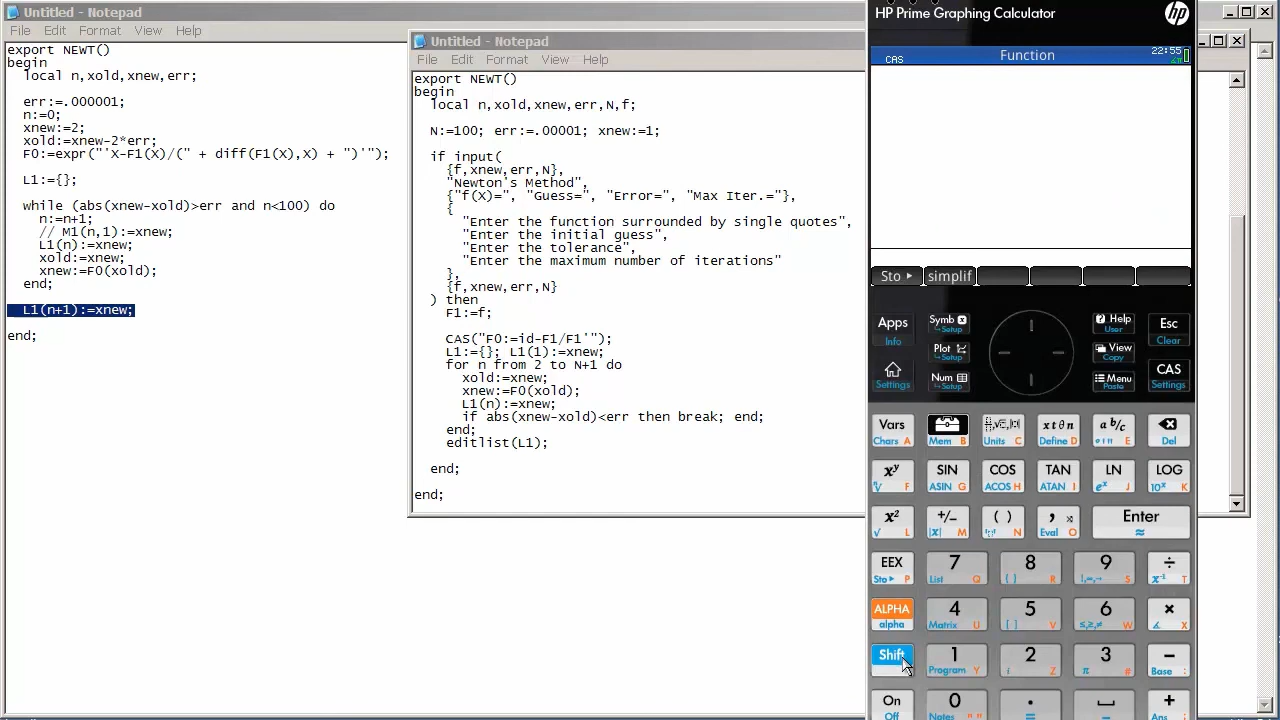 Untitled - Notepad
File Edit Format View Help
export NEWT()
begin
local n,xold,xnew,err;
err:=.000001;
n:=0;
xnew:=2;
xold:=xnew-2*err;
F0:=expr("'X-F1(X)/(" + diff(F1(X),X) + ")'");
L1:={};
while (abs(xnew-xold)>err and n<100) do
n:=n+1;
// M1(n,1):=xnew;
L1(n):=xnew;
xold:=xnew;
xnew:=F0(xold);
end;
L1(n+1):=xnew;
end;
Untitled - Notepad
File Edit Format View Help
export NEWT()
begin
local n,xold,xnew,err,N,f;
N:=100; err:=.00001; xnew:=1;
if input(
{f,xnew,err,N},
"Newton's Method",
{"f(X)=", "Guess=", "Error=", "Max Iter.="},
{
"Enter the function surrounded by single quotes",
"Enter the initial guess",
"Enter the tolerance",
"Enter the maximum number of iterations"
},
{f,xnew,err,N}
) then
F1:=f;
CAS("F0:=id-F1/F1'");
L1:={}; L1(1):=xnew;
for n from 2 to N+1 do
xold:=xnew;
xnew:=F0(xold);
L1(n):=xnew;
if abs(xnew-xold)<err then break; end;
end;
editlist(L1);
end;
end;
HP Prime Graphing Calculator
hp
CAS Function 22:55
Sto simplif
Apps Info
Symb Setup
Plot Setup
Num Setup
Settings
Help User
View Copy
Menu Paste
Esc Clear
CAS Settings
Vars Chars A
Mem B
Units C
x t θ n Define D
a b/c E
Del
x^y F
SIN ASIN G
COS ACOS H
TAN ATAN I
LN e^x J
LOG 10^x K
x² √ L
+/- |x| M
( ) N
, Eval O
Enter ≈
EEX Sto P
7 List Q
8 { } R
9 S
÷ x⁻¹ T
ALPHA alpha
4 Matrix U
5 [ ] V
6 ≤,≥,≠ W
× ∡ X
Shift
1 Program Y
2 i Z
3 π #
− Base :
On Off
0 Notes " "
. =
_
+ Ans ;